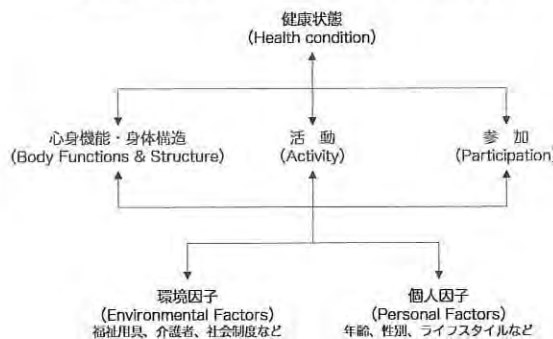 健康状態
(Health condition)
心身機能・身体構造
(Body Functions & Structure)
活 動
(Activity)
参 加
(Participation)
環境因子
(Environmental Factors)
福祉用具、介護者、社会制度など
個人因子
(Personal Factors)
年齢、性別、ライフスタイルなど